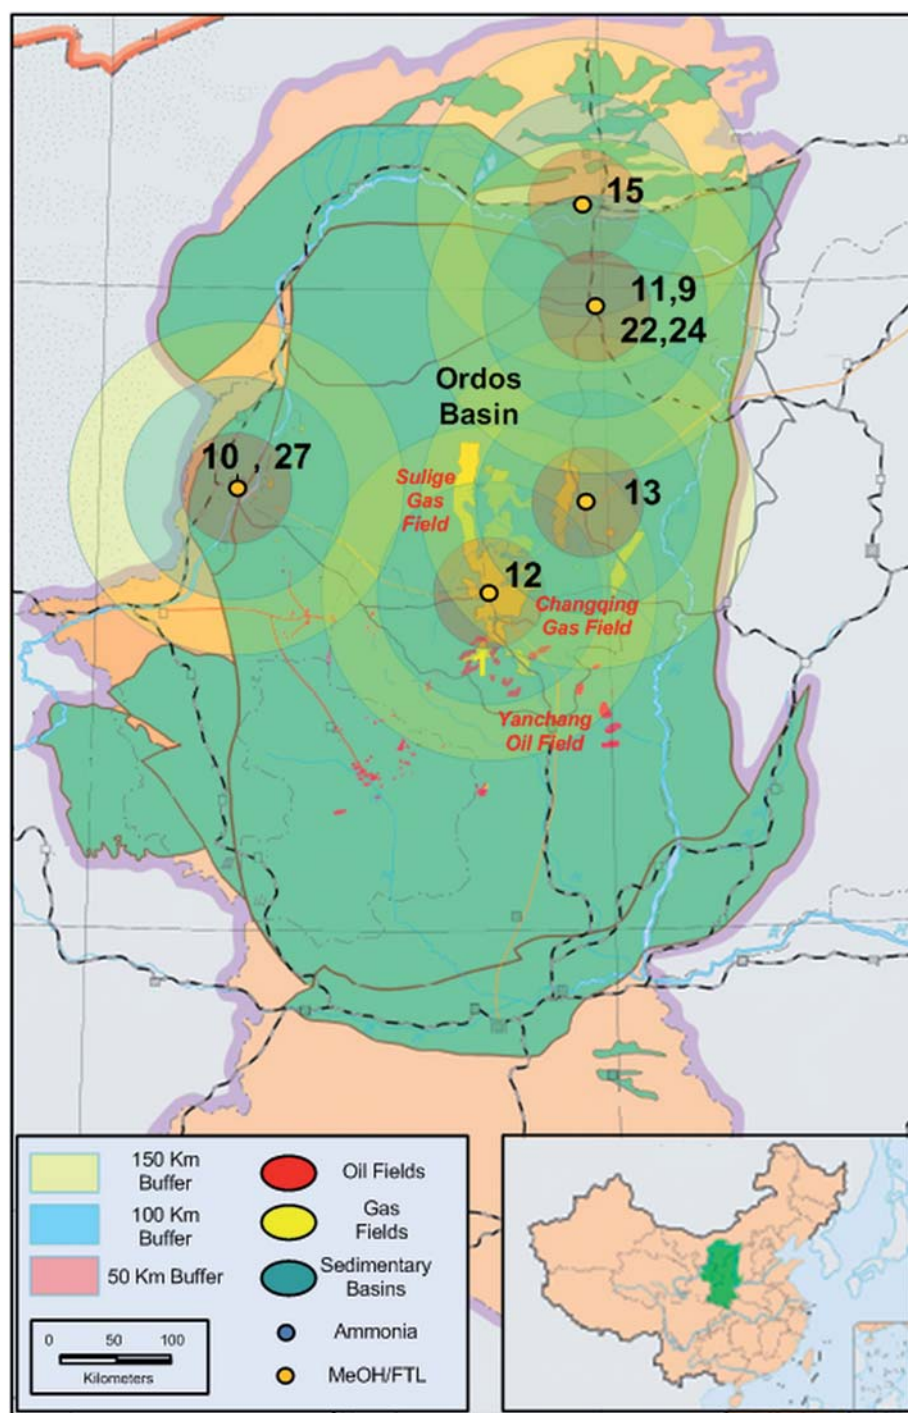 15
11,9
22,24
Ordos
Basin
10 , 27
Sulige
Gas
Field
13
12
Changqing
Gas Field
Yanchang
Oil Field
150 Km
Buffer
100 Km
Buffer
50 Km Buffer
0 50 100
Kilometers
Oil Fields
Gas
Fields
Sedimentary
Basins
Ammonia
MeOH/FTL